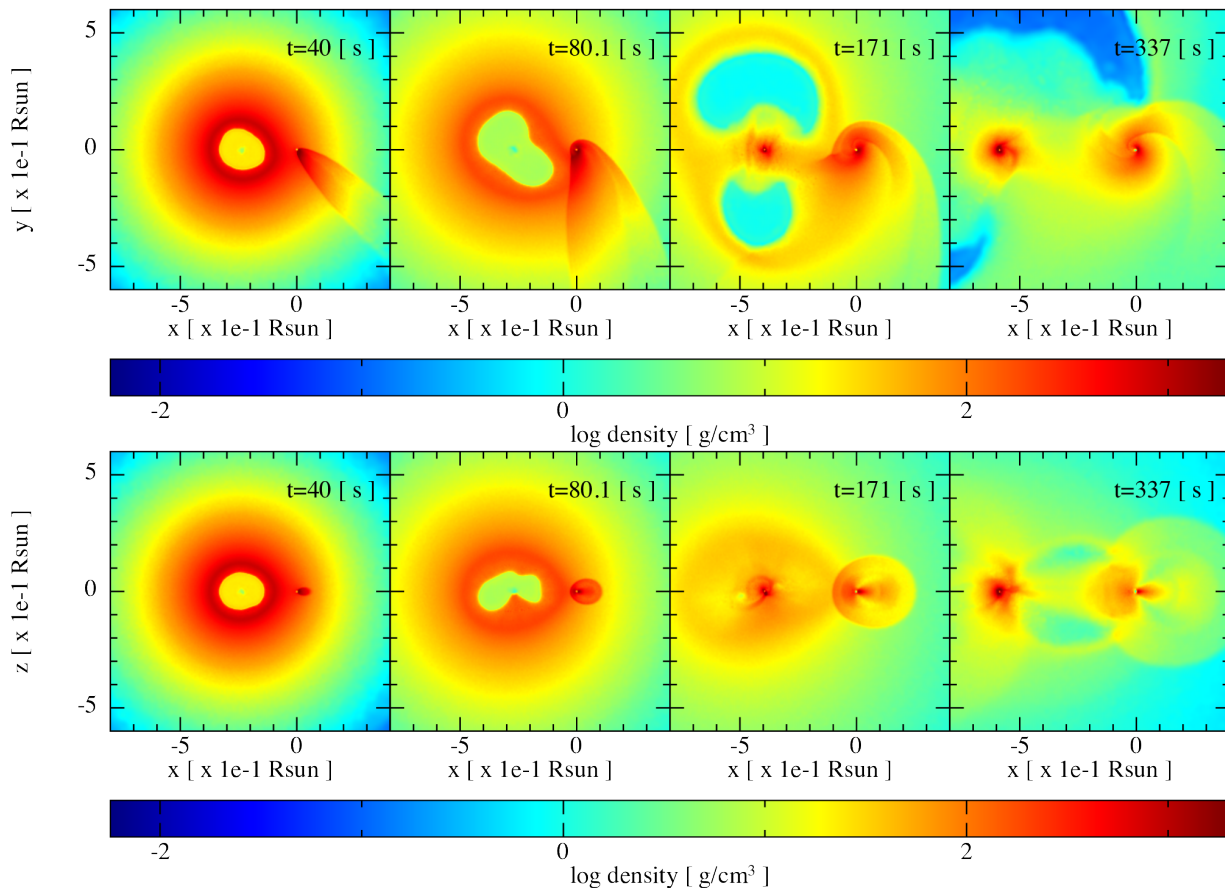 t=40 [ s ] t=80.1 [ s ] t=171 [ s ] t=337 [ s ]
5
0
-5
y [ x 1e-1 Rsun ]
-5 0 -5 0 -5 0 -5 0
x [ x 1e-1 Rsun ] x [ x 1e-1 Rsun ] x [ x 1e-1 Rsun ] x [ x 1e-1 Rsun ]
-2 0 2
log density [ g/cm³ ]
t=40 [ s ] t=80.1 [ s ] t=171 [ s ] t=337 [ s ]
5
0
-5
z [ x 1e-1 Rsun ]
-5 0 -5 0 -5 0 -5 0
x [ x 1e-1 Rsun ] x [ x 1e-1 Rsun ] x [ x 1e-1 Rsun ] x [ x 1e-1 Rsun ]
-2 0 2
log density [ g/cm³ ]